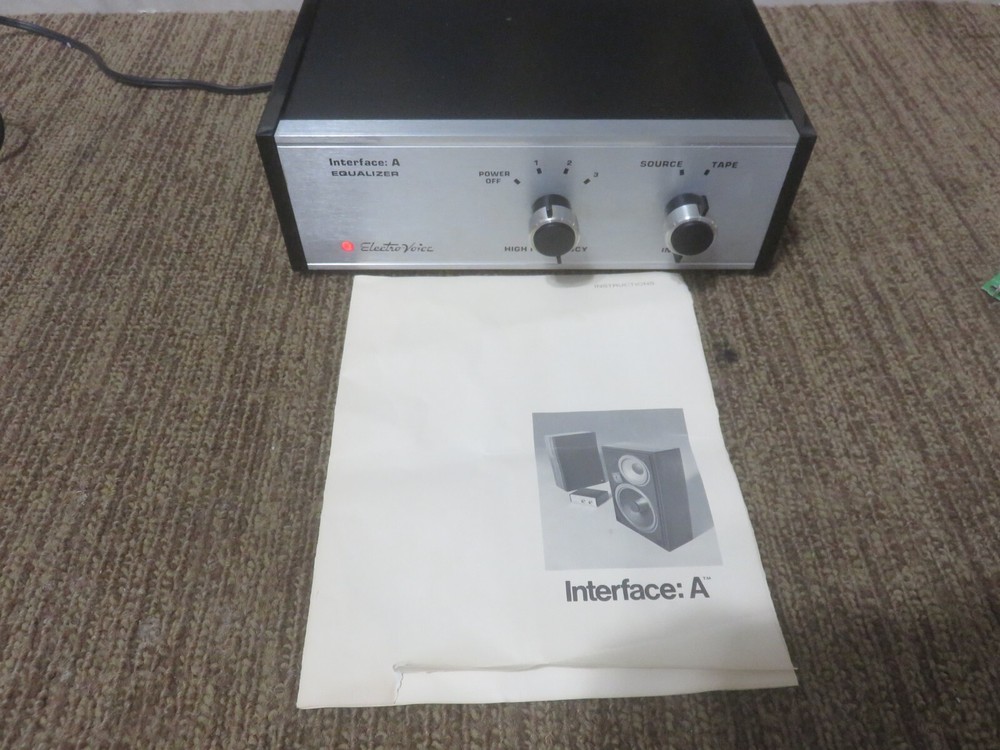 Interface: A
EQUALIZER
POWER
OFF
1
2
3
SOURCE
TAPE
Electro Voice
HIGH
INSTRUCTIONS
Interface: A™